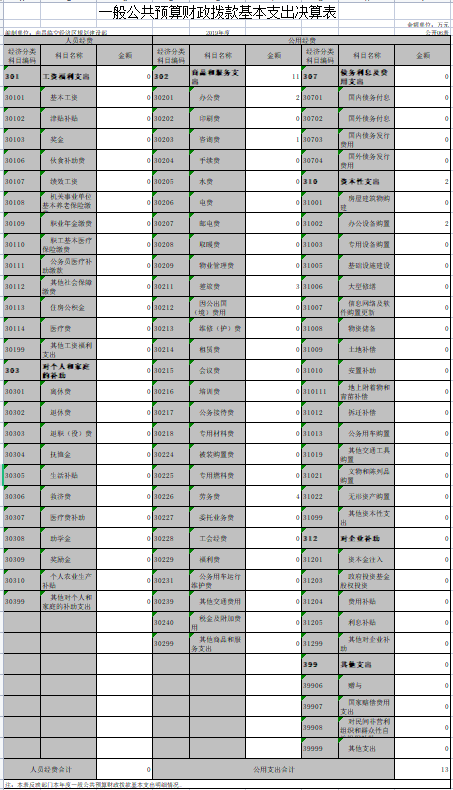 一般公共预算财政拨款基本支出决算表
金额单位：万元
临空经济区规划建设部 2019年度 公开06表
人员经费 公用经费
经济分类科目编码 科目名称 金额 经济分类科目编码 科目名称 金额 经济分类科目编码 科目名称 金额
301 工资福利支出 0 302 商品和服务支出 11 307 债务利息及费用支出 0
30101 基本工资 0 30201 办公费 2 30701 国内债务付息 0
30102 津贴补贴 0 30202 印刷费 0 30702 国外债务付息 0
30103 奖金 0 30203 咨询费 1 30703 国内债务发行费用 0
30106 伙食补助费 0 30204 手续费 0 30704 国外债务发行费用 0
30107 绩效工资 0 30205 水费 0 310 资本性支出 2
30108 机关事业单位基本养老保险缴 0 30206 电费 0 31001 房屋建筑物购建 0
30109 职业年金缴费 0 30207 邮电费 0 31002 办公设备购置 2
30110 职工基本医疗保险缴费 0 30208 取暖费 0 31003 专用设备购置 0
30111 公务员医疗补助缴款 0 30209 物业管理费 0 31005 基础设施建设 0
30112 其他社会保障缴费 0 30211 差旅费 3 31006 大型修缮 0
30113 住房公积金 0 30212 因公出国（境）费用 0 31007 信息网络及软件购置更新 0
30114 医疗费 0 30213 维修（护）费 0 31008 物资储备 0
30199 其他工资福利支出 0 30214 租赁费 0 31009 土地补偿 0
303 对个人和家庭的补助 0 30215 会议费 0 31010 安置补助 0
30301 离休费 0 30216 培训费 0 310111 地上附着物和青苗补偿 0
30302 退休费 0 30217 公务接待费 0 31012 拆迁补偿 0
30303 退职（役）费 0 30218 专用材料费 0 31013 公务用车购置 0
30304 抚恤金 0 30224 被装购置费 0 31019 其他交通工具购置 0
30305 生活补贴 0 30225 专用燃料费 0 31021 文物和陈列品购置 0
30306 救济费 0 30226 劳务费 4 31022 无形资产购置 0
30307 医疗费补助 0 30227 委托业务费 0 31099 其他资本性支出 0
30308 助学金 0 30228 工会经费 0 312 对企业补助 0
30309 奖励金 0 30229 福利费 0 31201 资本金注入 0
30310 个人农业生产补贴 0 30231 公务用车运行维护费 0 31203 政府投资基金股权投资 0
30399 其他对个人和家庭的补助支出 0 30239 其他交通费用 0 31204 费用补贴 0
30240 税金及附加费用 0 31205 利息补贴 0
30299 其他商品和服务支出 0 31299 其他对企业补助 0
399 其他支出 0
39906 赠与 0
39907 国家赔偿费用支出 0
39908 对民间非营利组织和群众性自 0
39999 其他支出 0
人员经费合计 0 公用支出合计 13
注：本表反映部门本年度一般公共预算财政拨款基本支出明细情况